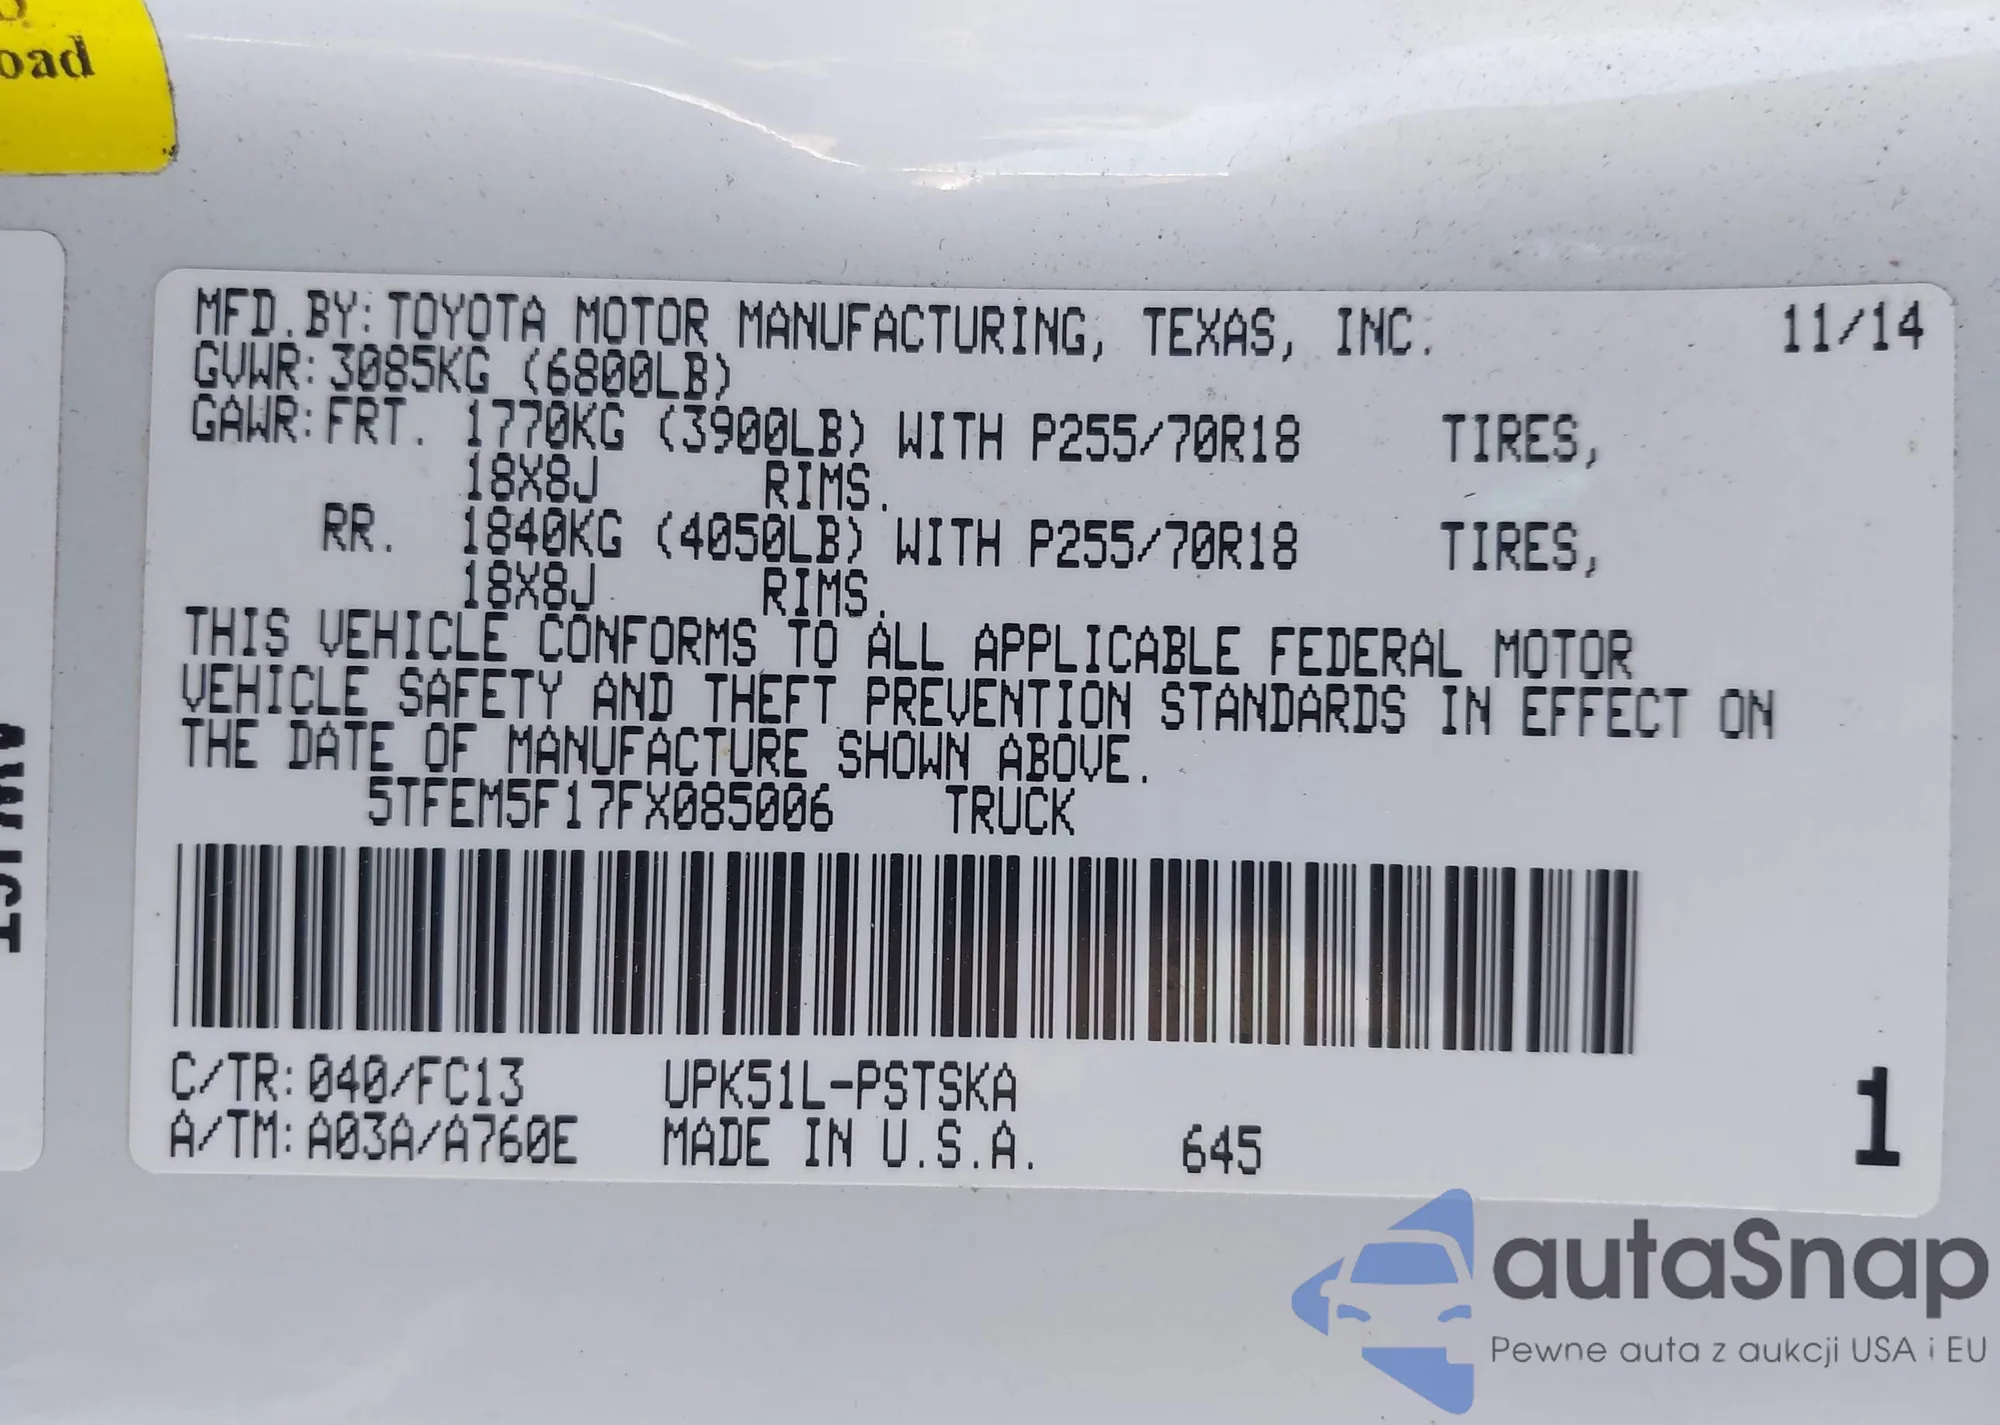 oad
MFD.BY:TOYOTA MOTOR MANUFACTURING, TEXAS, INC. 11/14
GVWR:3085KG (6800LB)
GAWR:FRT. 1770KG (3900LB) WITH P255/70R18 TIRES,
18X8J RIMS.
RR. 1840KG (4050LB) WITH P255/70R18 TIRES,
18X8J RIMS.
THIS VEHICLE CONFORMS TO ALL APPLICABLE FEDERAL MOTOR
VEHICLE SAFETY AND THEFT PREVENTION STANDARDS IN EFFECT ON
THE DATE OF MANUFACTURE SHOWN ABOVE.
5TFEM5F17FX085006 TRUCK
C/TR:040/FC13 UPK51L-PSTSKA
A/TM:A03A/A760E MADE IN U.S.A. 645 1
autaSnap
Pewne auta z aukcji USA i EU